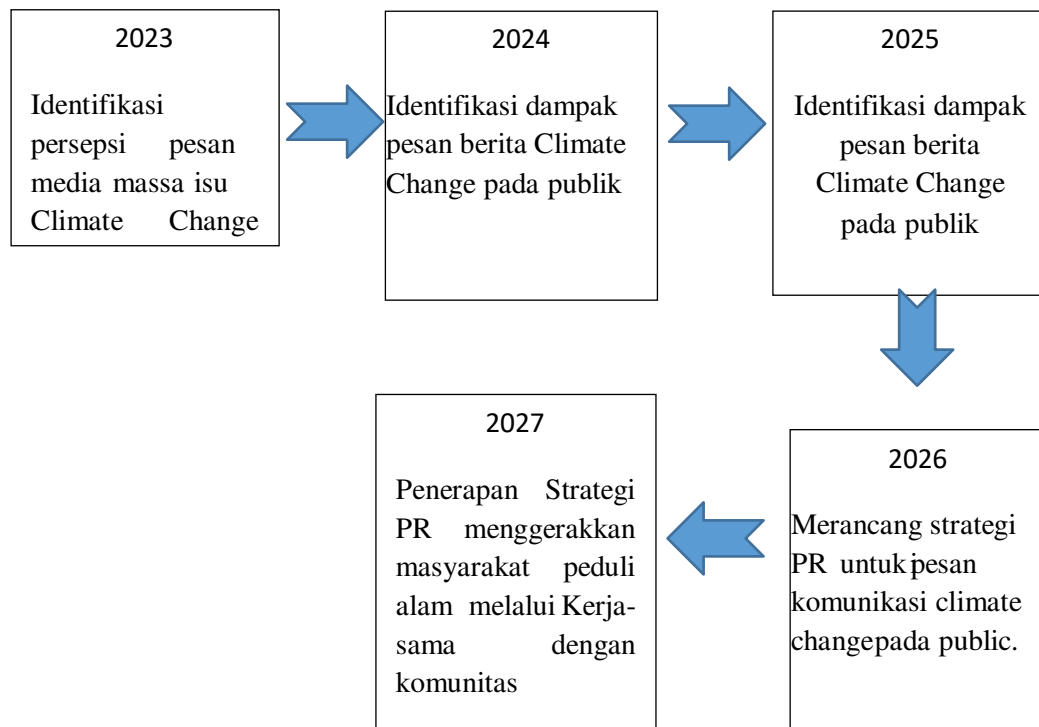 2023
Identifikasi
persepsi pesan
media massa isu
Climate Change
2024
Identifikasi dampak
pesan berita Climate
Change pada publik
2025
Identifikasi dampak
pesan berita
Climate Change
pada publik
2026
Merancang strategi
PR untuk pesan
komunikasi climate
changepada public.
2027
Penerapan Strategi
PR menggerakkan
masyarakat peduli
alam melalui Kerja-
sama dengan
komunitas